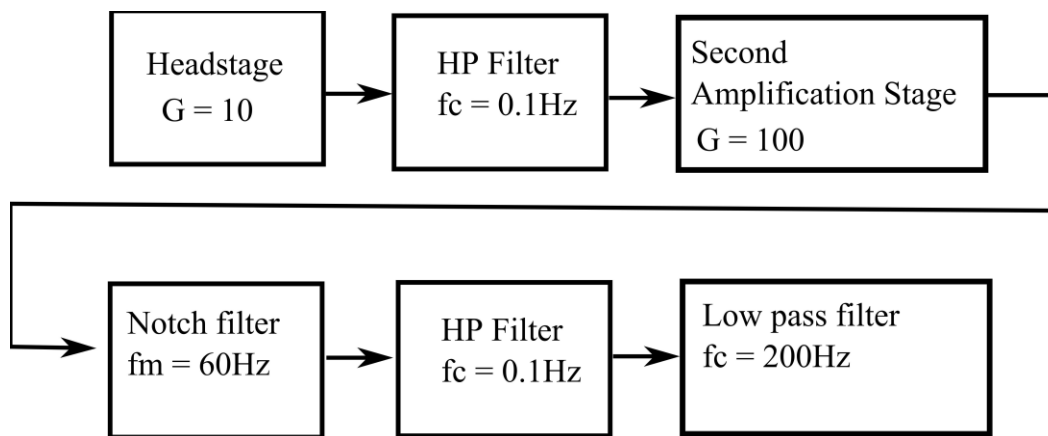 Headstage
G = 10
HP Filter
fc = 0.1Hz
Second
Amplification Stage
G = 100
Notch filter
fm = 60Hz
HP Filter
fc = 0.1Hz
Low pass filter
fc = 200Hz